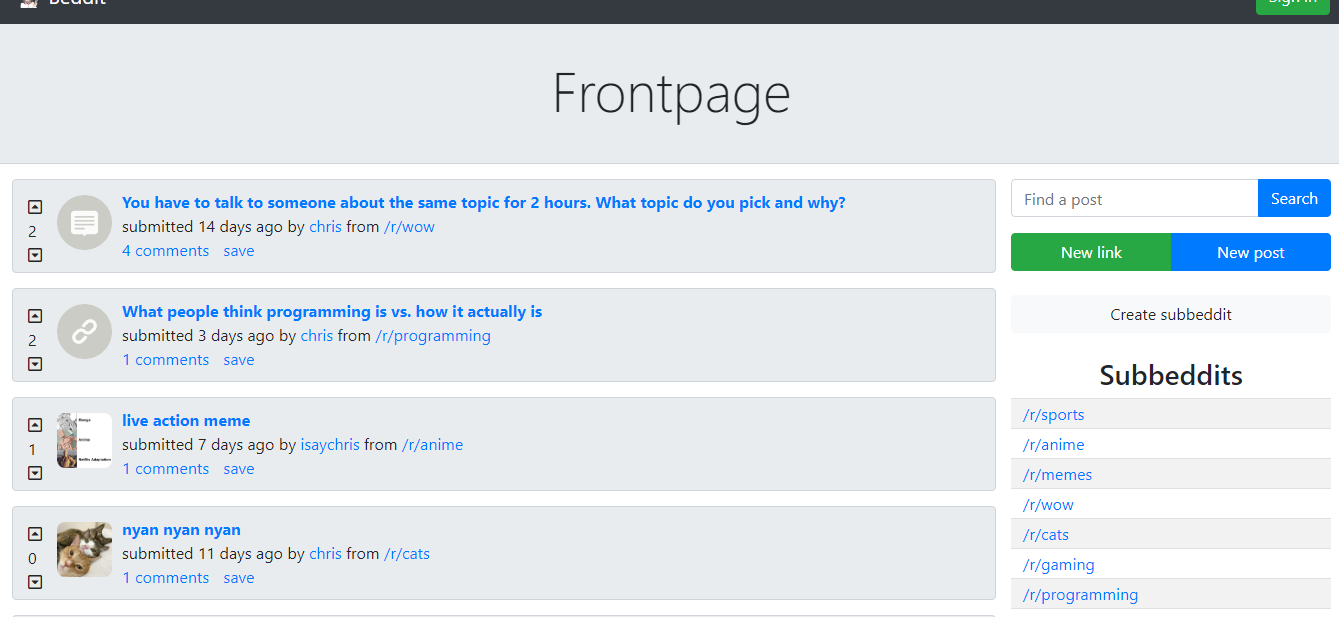 Beddit
Sign in
Frontpage
2
You have to talk to someone about the same topic for 2 hours. What topic do you pick and why?
submitted 14 days ago by chris from /r/wow
4 comments save
2
What people think programming is vs. how it actually is
submitted 3 days ago by chris from /r/programming
1 comments save
1
live action meme
submitted 7 days ago by isaychris from /r/anime
1 comments save
0
nyan nyan nyan
submitted 11 days ago by chris from /r/cats
1 comments save
Find a post
Search
New link
New post
Create subbeddit
Subbeddits
/r/sports
/r/anime
/r/memes
/r/wow
/r/cats
/r/gaming
/r/programming